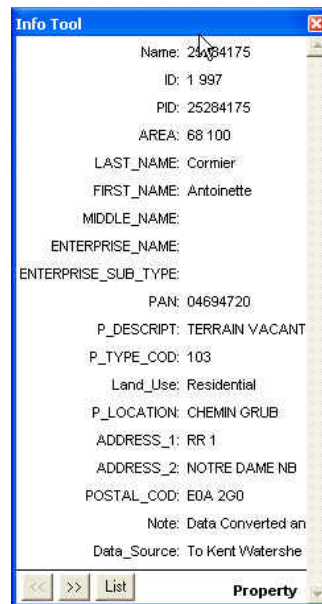 Info Tool
Name: 25284175
ID: 1 997
PID: 25284175
AREA: 68 100
LAST_NAME: Cormier
FIRST_NAME: Antoinette
MIDDLE_NAME:
ENTERPRISE_NAME:
ENTERPRISE_SUB_TYPE:
PAN: 04694720
P_DESCRIPT: TERRAIN VACANT
P_TYPE_COD: 103
Land_Use: Residential
P_LOCATION: CHEMIN GRUB
ADDRESS_1: RR 1
ADDRESS_2: NOTRE DAME NB
POSTAL_COD: E0A 2G0
Note: Data Converted an
Data_Source: To Kent Watershe
<< >> List Property